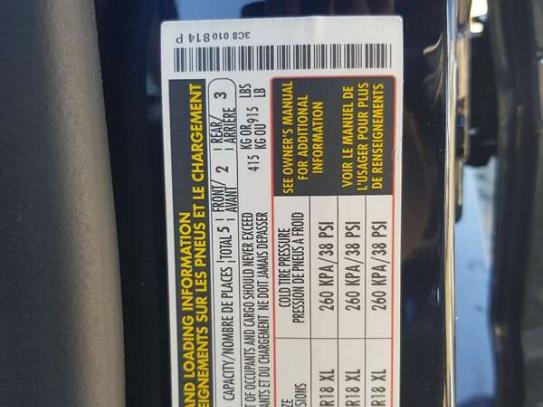 3C8 010 814 P
AND LOADING INFORMATION
SUR LES PNEUS ET LE CHARGEMENT
CAPACITY/NOMBRE DE PLACES TOTAL 5 FRONT/AVANT 2 REAR/ARRIÈRE 3
OF OCCUPANTS AND CARGO SHOULD NEVER EXCEED 415 KG OR 915 LBS
ET DU CHARGEMENT NE DOIT JAMAIS DÉPASSER KG OU LB
COLD TIRE PRESSURE
PRESSION DE PNEUS À FROID
SEE OWNER'S MANUAL
FOR ADDITIONAL
INFORMATION
R18 XL 260 KPA/38 PSI
R18 XL 260 KPA/38 PSI
R18 XL 260 KPA/38 PSI
VOIR LE MANUEL DE
L'USAGER POUR PLUS
DE RENSEIGNEMENTS